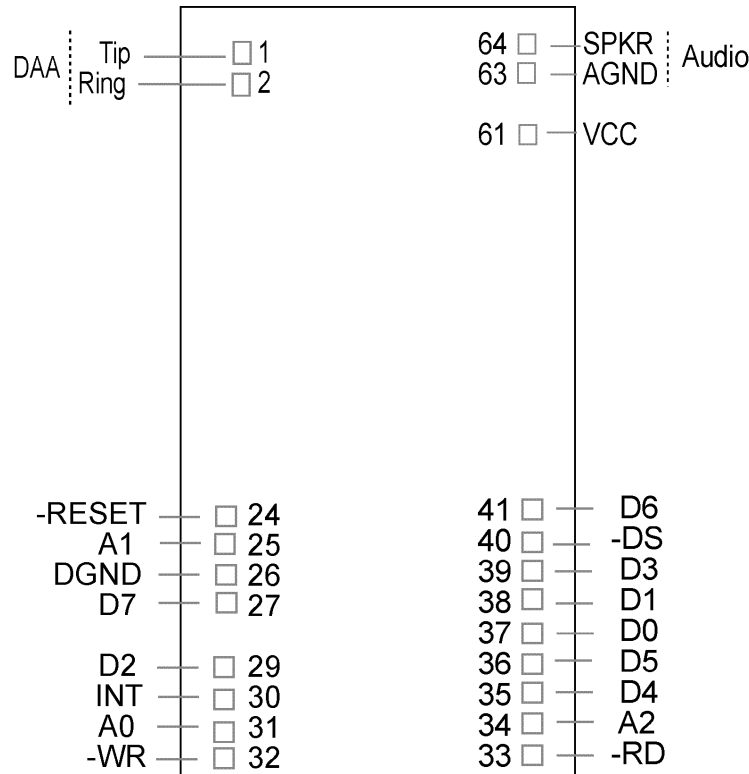 Tip 1 64 SPKR
DAA Audio
Ring 2 63 AGND
61 VCC
-RESET 24 41 D6
A1 25 40 -DS
DGND 26 39 D3
D7 27 38 D1
37 D0
D2 29 36 D5
INT 30 35 D4
A0 31 34 A2
-WR 32 33 -RD